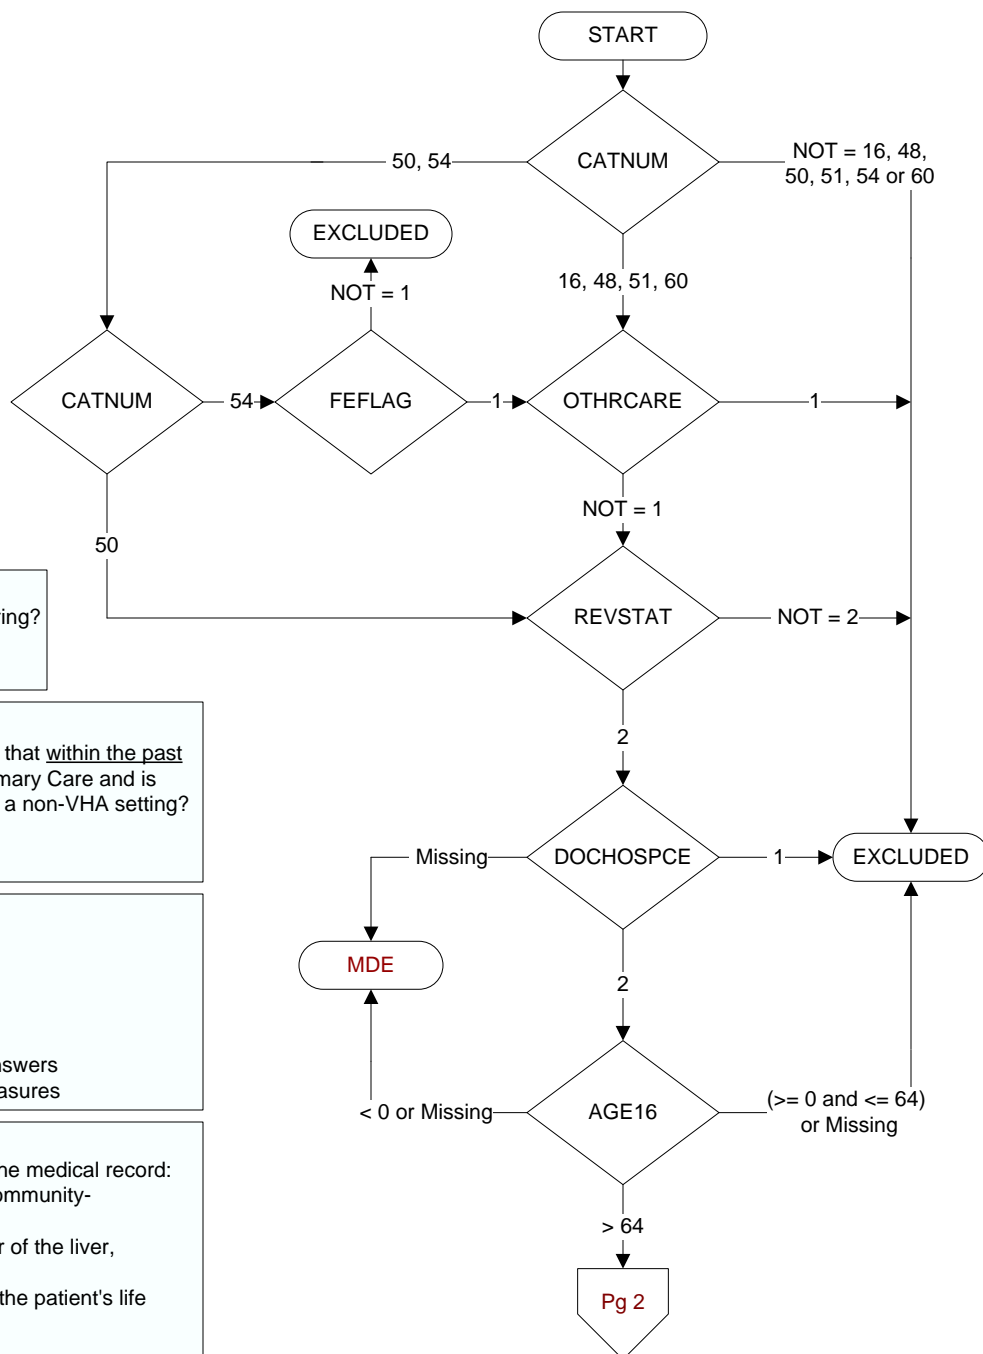 START
CATNUM
50, 54
NOT = 16, 48,
50, 51, 54 or 60
EXCLUDED
NOT = 1
16, 48, 51, 60
CATNUM
54
FEFLAG
1
OTHRCARE
1
NOT = 1
50
REVSTAT
NOT = 2
2
DOCHOSPCE
Missing
1
EXCLUDED
MDE
2
AGE16
< 0 or Missing
(>= 0 and <= 64)
or Missing
> 64
Pg 2
ing?
that within the past
mary Care and is
a non-VHA setting?
nswers
asures
he medical record:
ommunity-
r of the liver,
the patient's life